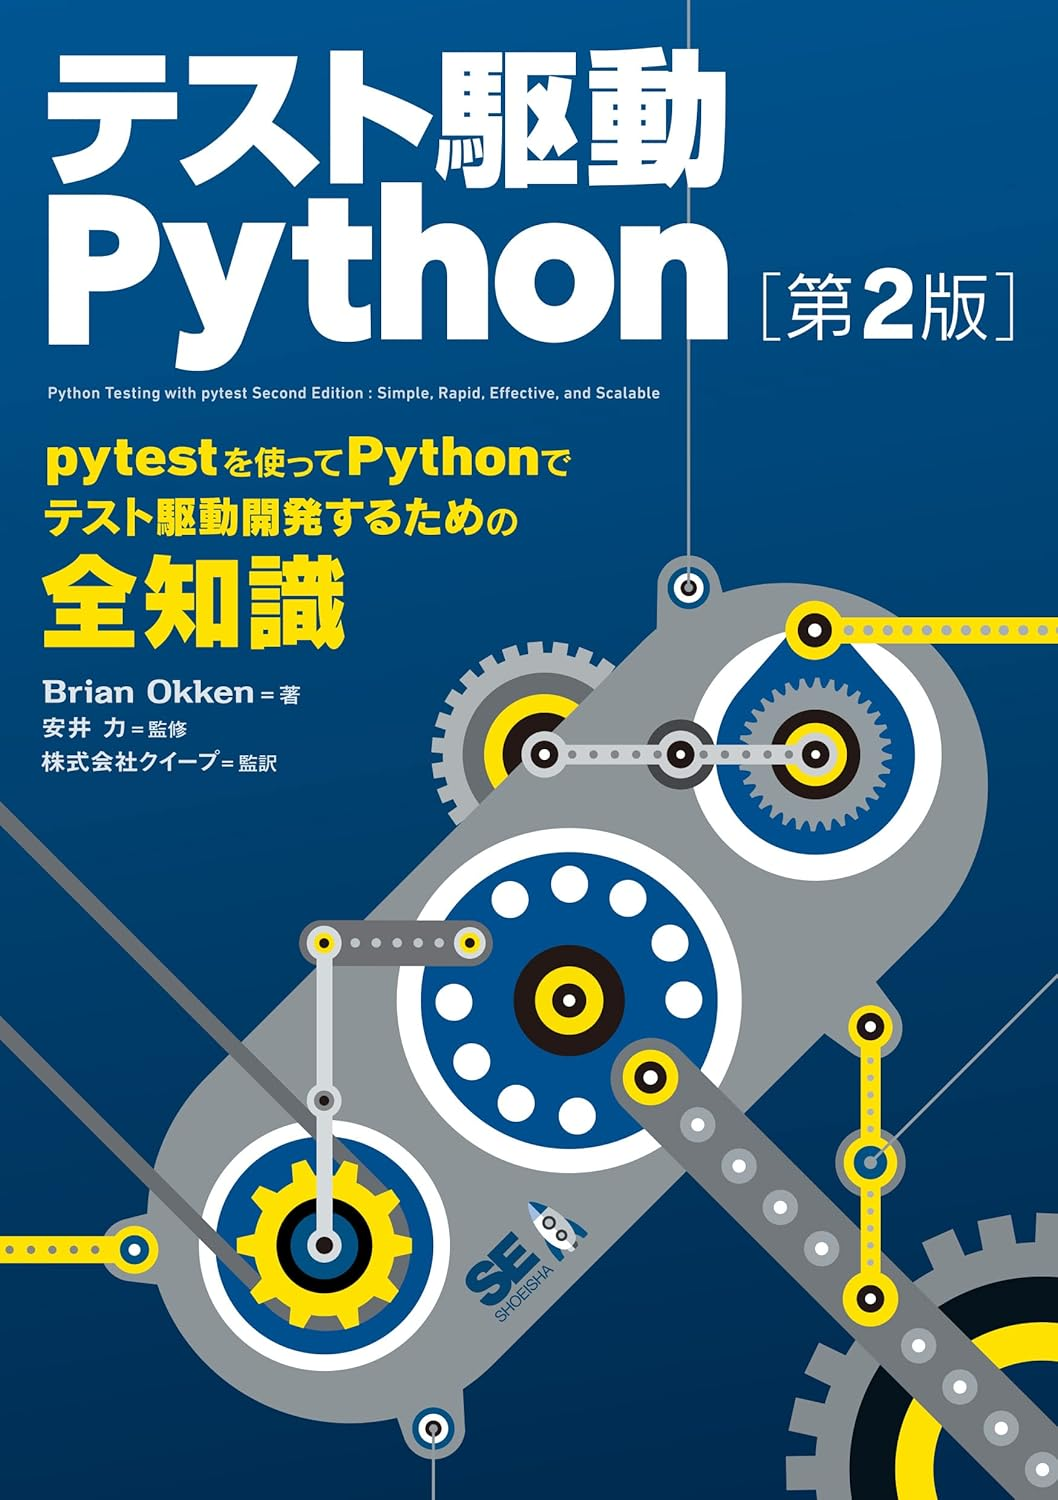 テスト駆動
Python
[第2版]
Python Testing with pytest Second Edition : Simple, Rapid, Effective, and Scalable
pytestを使ってPythonで
テスト駆動開発するための
全知識
Brian Okken=著
安井 力=監修
株式会社クイープ=監訳
SE
SHOEISHA